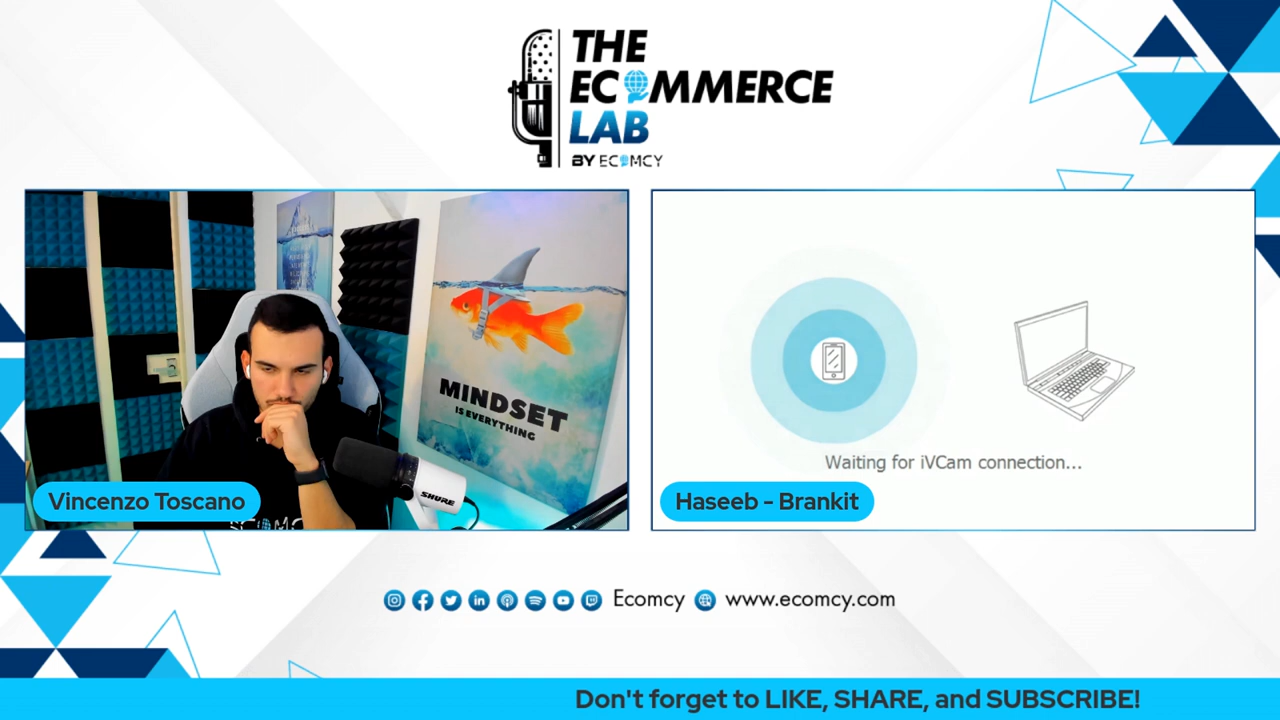 THE
ECOMMERCE
LAB
BY ECOMCY
MINDSET
IS EVERYTHING
SHURE
Vincenzo Toscano
Waiting for iVCam connection...
Haseeb - Brankit
Ecomcy www.ecomcy.com
Don't forget to LIKE, SHARE, and SUBSCRIBE!